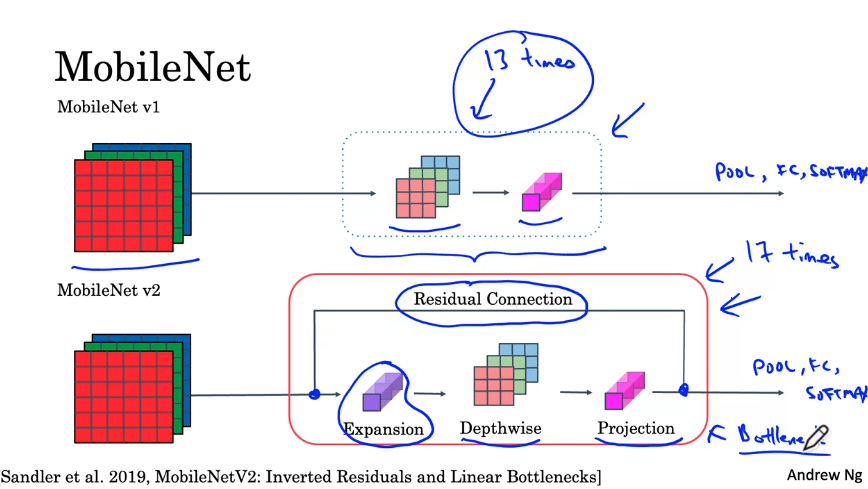 MobileNet
13 times
MobileNet v1
POOL, FC, SOFTMAX
17 times
MobileNet v2
Residual Connection
POOL, FC,
SOFTMAX
Expansion
Depthwise
Projection
Sandler et al. 2019, MobileNetV2: Inverted Residuals and Linear Bottlenecks]
Andrew Ng